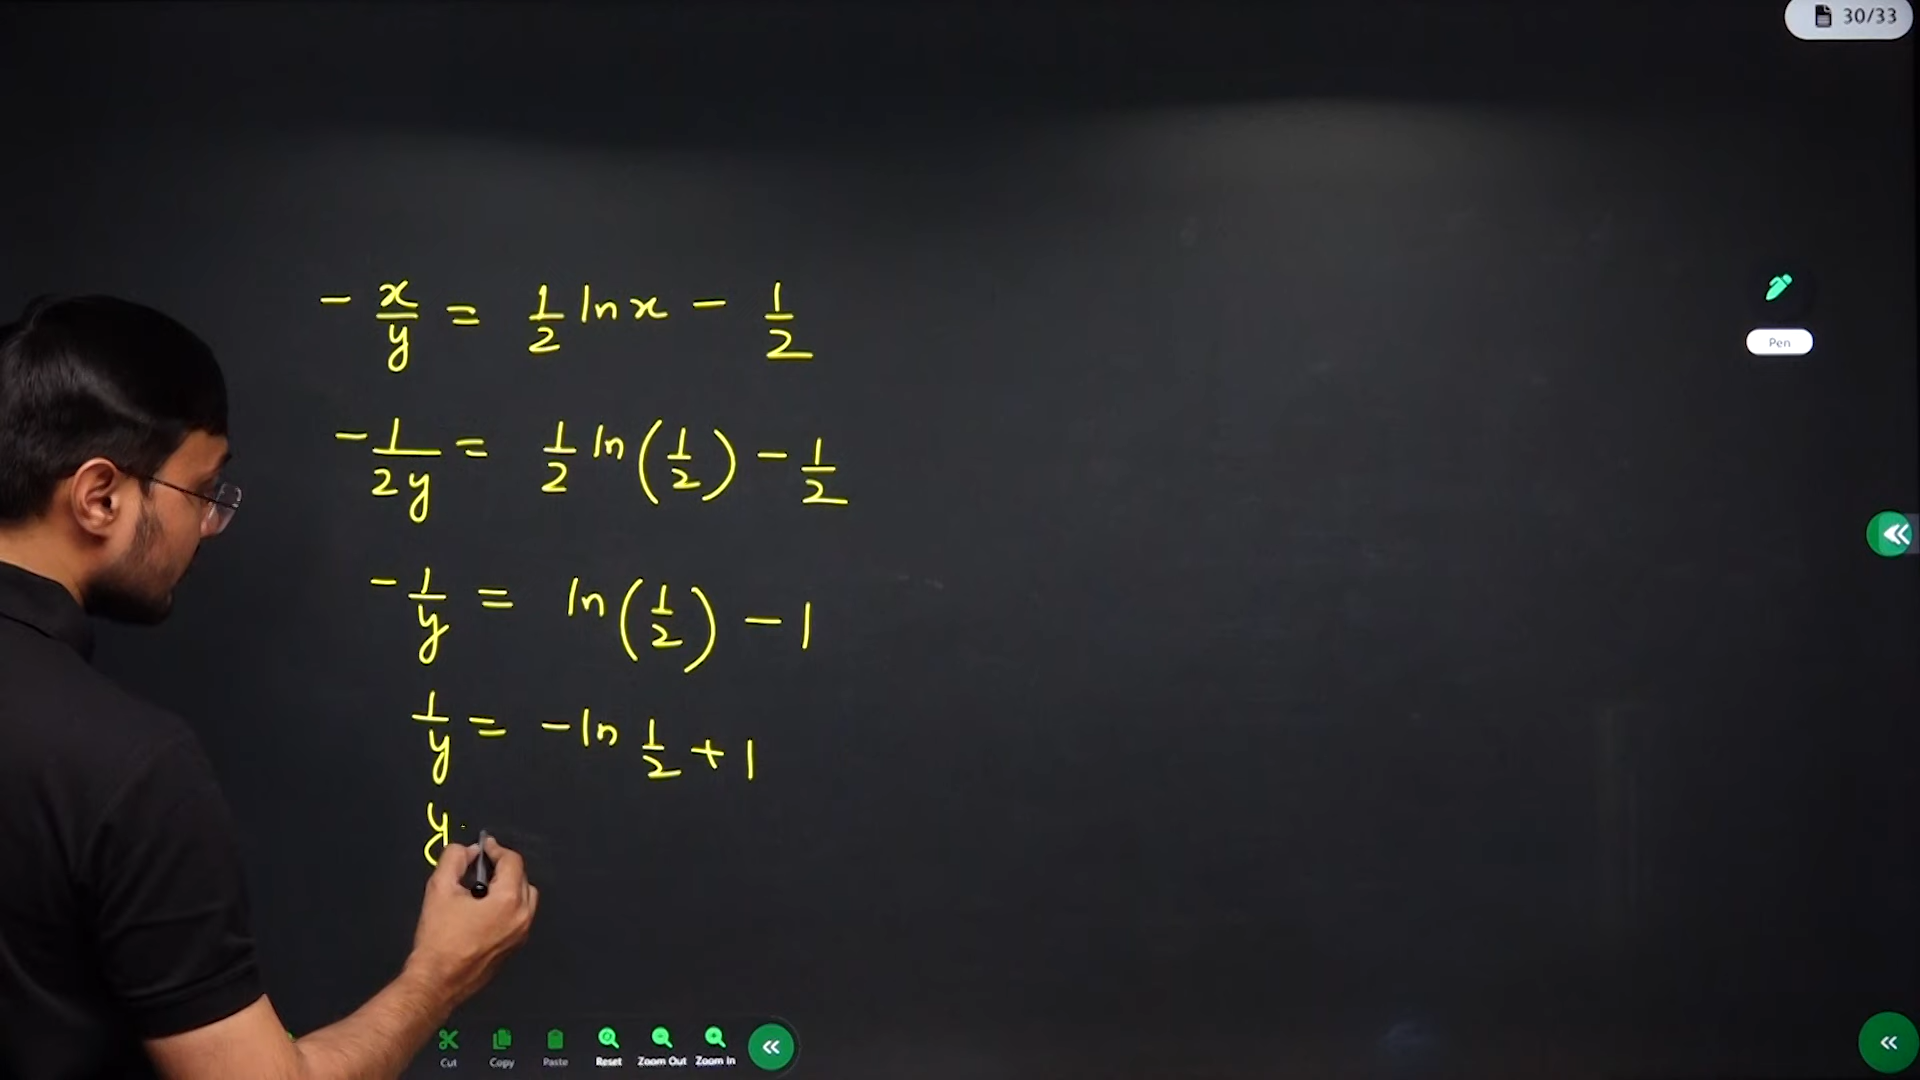 30/33
- x/y = 1/2 ln x - 1/2
Pen
- 1/2y = 1/2 ln (1/2) - 1/2
- 1/y = ln (1/2) - 1
1/y = - ln 1/2 + 1
y
Cut Copy Paste Reset Zoom Out Zoom In